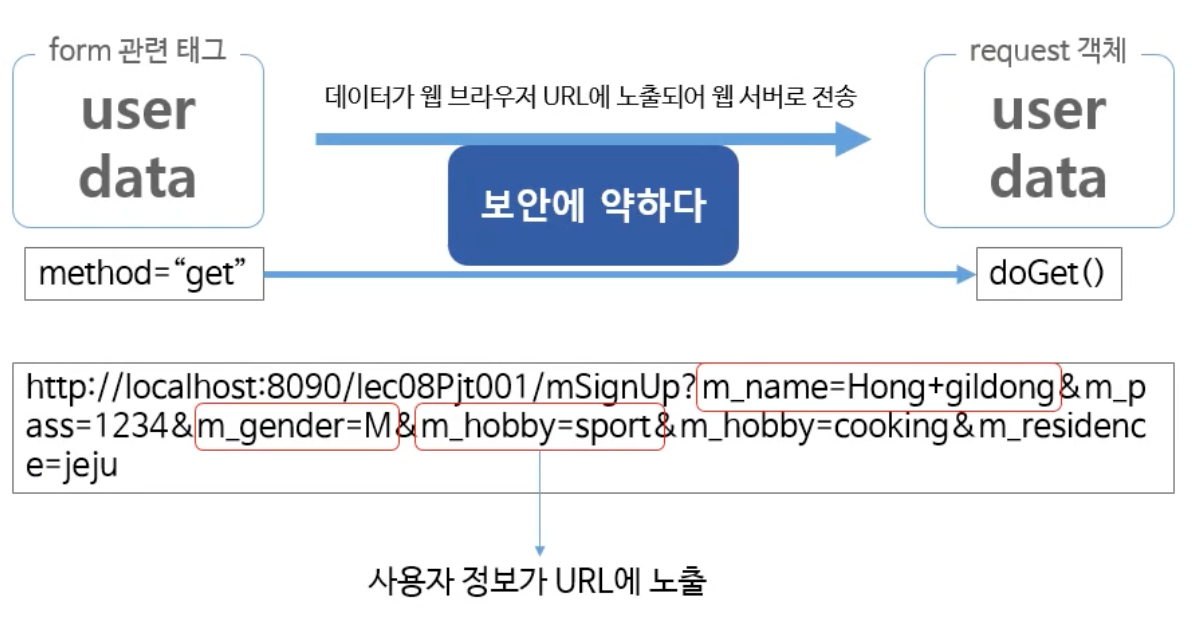 form 관련 태그
user
data
데이터가 웹 브라우저 URL에 노출되어 웹 서버로 전송
보안에 약하다
request 객체
user
data
method=“get”
doGet()
http://localhost:8090/lec08Pjt001/mSignUp?m_name=Hong+gildong&m_p
ass=1234&m_gender=M&m_hobby=sport&m_hobby=cooking&m_residenc
e=jeju
사용자 정보가 URL에 노출